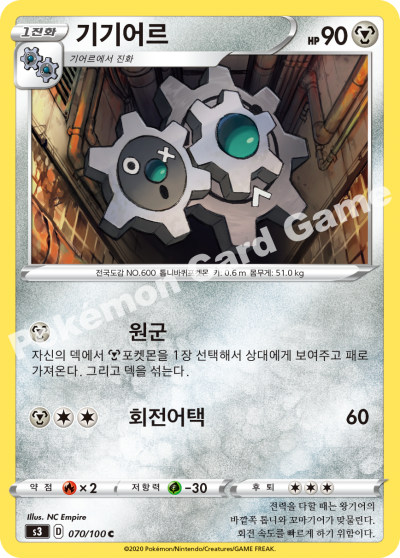 1진화
기기어르
HP 90
기어르에서 진화
전국도감 NO.600 톱니바퀴포켓몬 키: 0.6 m 몸무게: 51.0 kg
Pokémon Card Game
원군
자신의 덱에서 포켓몬을 1장 선택해서 상대에게 보여주고 패로
가져온다. 그리고 덱을 섞는다.
회전어택 60
약점 ×2 저항력 -30 후퇴
Illus. NC Empire
전력을 다할 때는 왕기어의
바깥쪽 톱니와 꼬마기어가 맞물린다.
회전 속도를 빠르게 하기 위함이다.
s3 D 070/100 C
©2020 Pokémon/Nintendo/Creatures/GAME FREAK.